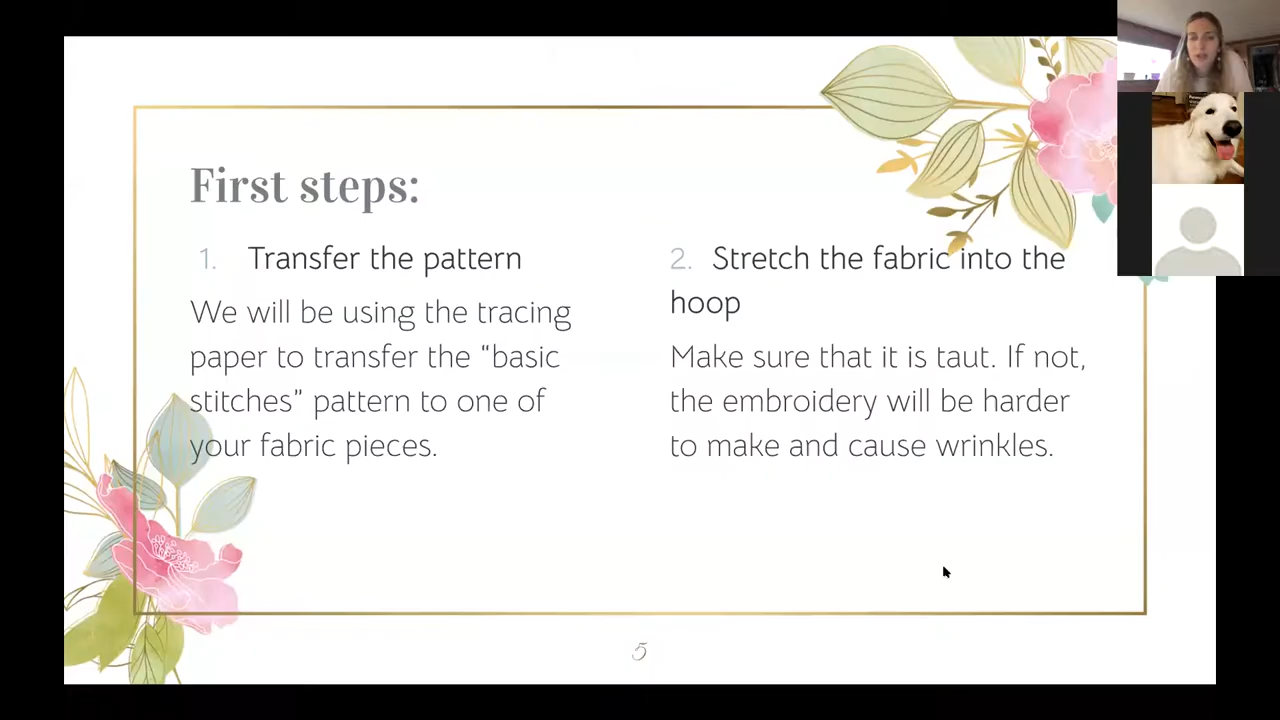 First steps:
1. Transfer the pattern
We will be using the tracing
paper to transfer the “basic
stitches” pattern to one of
your fabric pieces.
2. Stretch the fabric into the
hoop
Make sure that it is taut. If not,
the embroidery will be harder
to make and cause wrinkles.
5